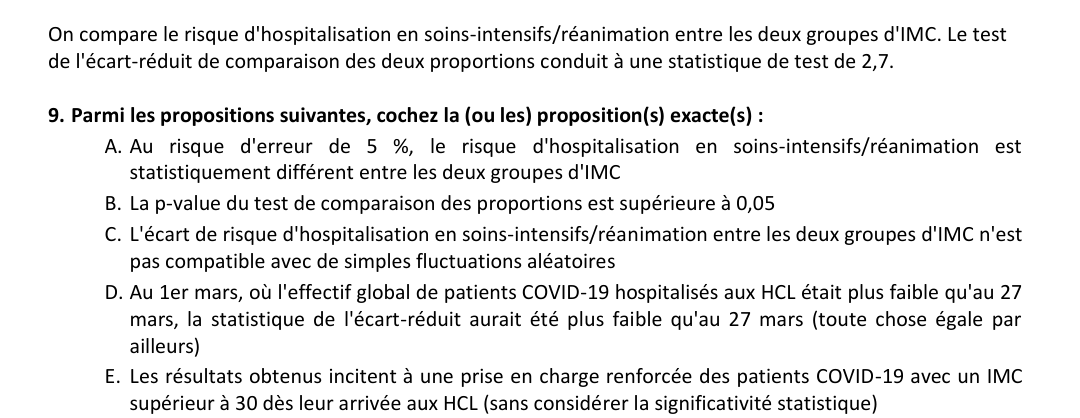 On compare le risque d'hospitalisation en soins-intensifs/réanimation entre les deux groupes d'IMC. Le test
de l'écart-réduit de comparaison des deux proportions conduit à une statistique de test de 2,7.
9. Parmi les propositions suivantes, cochez la (ou les) proposition(s) exacte(s) :
A. Au risque d'erreur de 5 %, le risque d'hospitalisation en soins-intensifs/réanimation est
statistiquement différent entre les deux groupes d'IMC
B. La p-value du test de comparaison des proportions est supérieure à 0,05
C. L'écart de risque d'hospitalisation en soins-intensifs/réanimation entre les deux groupes d'IMC n'est
pas compatible avec de simples fluctuations aléatoires
D. Au 1er mars, où l'effectif global de patients COVID-19 hospitalisés aux HCL était plus faible qu'au 27
mars, la statistique de l'écart-réduit aurait été plus faible qu'au 27 mars (toute chose égale par
ailleurs)
E. Les résultats obtenus incitent à une prise en charge renforcée des patients COVID-19 avec un IMC
supérieur à 30 dès leur arrivée aux HCL (sans considérer la significativité statistique)